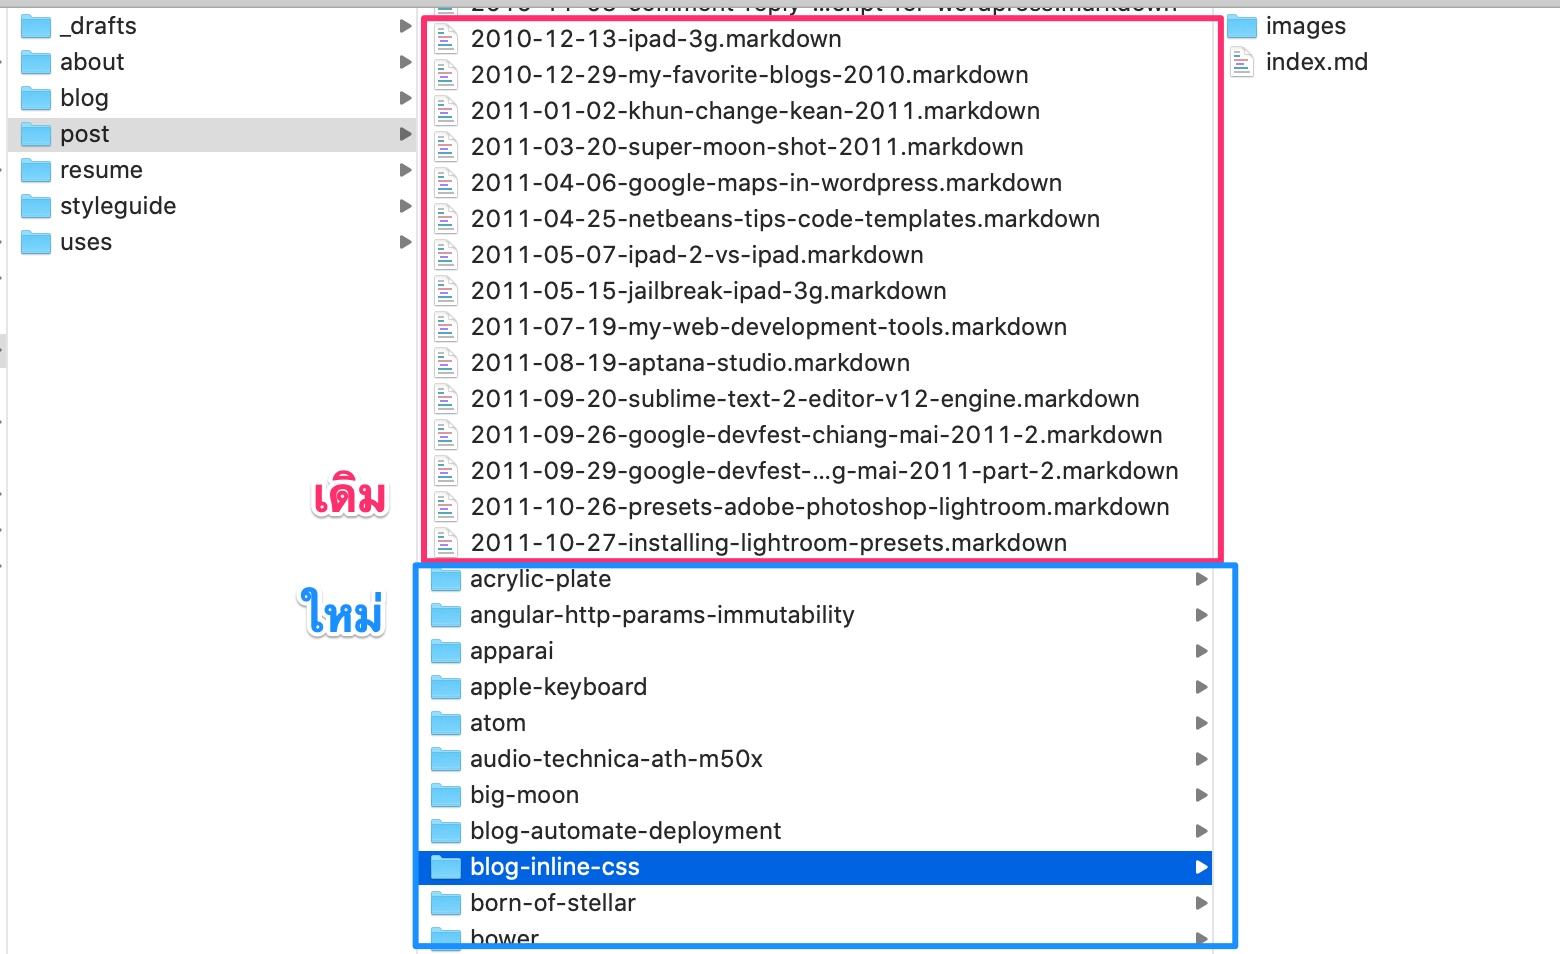 _drafts
about
blog
post
resume
styleguide
uses
2010-12-13-ipad-3g.markdown
2010-12-29-my-favorite-blogs-2010.markdown
2011-01-02-khun-change-kean-2011.markdown
2011-03-20-super-moon-shot-2011.markdown
2011-04-06-google-maps-in-wordpress.markdown
2011-04-25-netbeans-tips-code-templates.markdown
2011-05-07-ipad-2-vs-ipad.markdown
2011-05-15-jailbreak-ipad-3g.markdown
2011-07-19-my-web-development-tools.markdown
2011-08-19-aptana-studio.markdown
2011-09-20-sublime-text-2-editor-v12-engine.markdown
2011-09-26-google-devfest-chiang-mai-2011-2.markdown
2011-09-29-google-devfest-...g-mai-2011-part-2.markdown
2011-10-26-presets-adobe-photoshop-lightroom.markdown
2011-10-27-installing-lightroom-presets.markdown
เดิม
ใหม่
acrylic-plate
angular-http-params-immutability
apparai
apple-keyboard
atom
audio-technica-ath-m50x
big-moon
blog-automate-deployment
blog-inline-css
born-of-stellar
bower
images
index.md